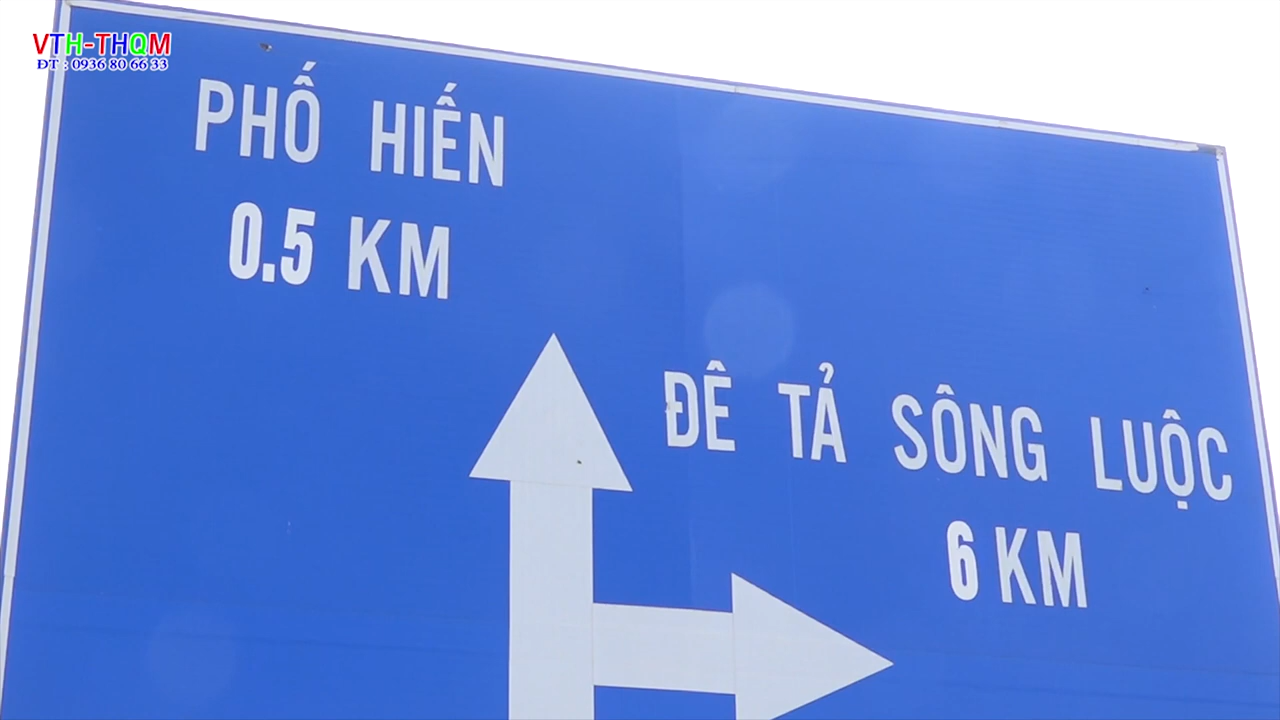 VTH-THQM
ĐT : 0936 80 66 33
PHỐ HIẾN
0.5 KM
ĐÊ TẢ SÔNG LUỘC
6 KM